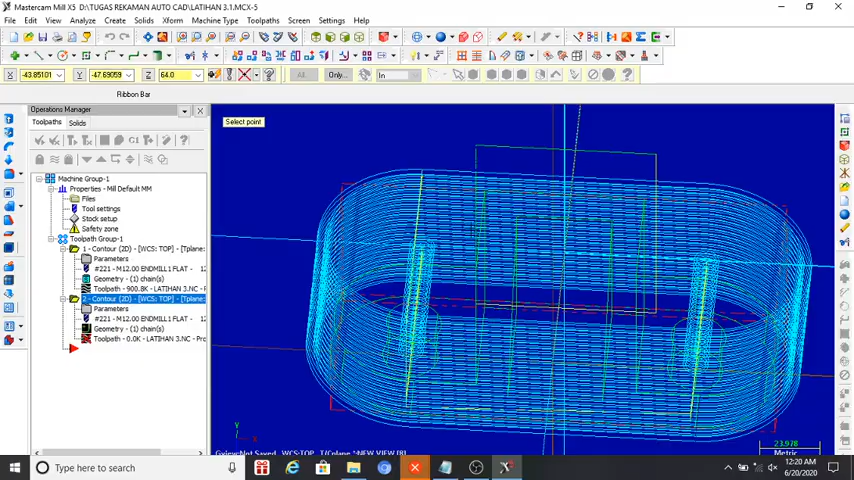 Mastercam Mill X5 D:\TUGAS REKAMAN AUTO CAD\LATIHAN 3.1.MCX-5
File Edit View Analyze Create Solids Xform Machine Type Toolpaths Screen Settings Help
X -43.85101 Y -47.69059 Z 64.0 All... Only... In
Ribbon Bar
Operations Manager
Toolpaths Solids
Select point
G1
Machine Group-1
Properties - Mill Default MM
Files
Tool settings
Stock setup
Safety zone
Toolpath Group-1
1 - Contour (2D) - [WCS: TOP] - [Tplane:
Parameters
#221 - M12.00 ENDMILL1 FLAT - 12
Geometry - (1) chain(s)
Toolpath - 900.8K - LATIHAN 3.NC - P
2 - Contour (2D) - [WCS: TOP] - [Tplane:
Parameters
#221 - M12.00 ENDMILL1 FLAT - 12
Geometry - (1) chain(s)
Toolpath - 0.0K - LATIHAN 3.NC - Pro
Y
X
23.978
Metric
Gview:Not Saved WCS:TOP T/Cplane *NEW VIEW [8]
Type here to search
12:20 AM
6/20/2020